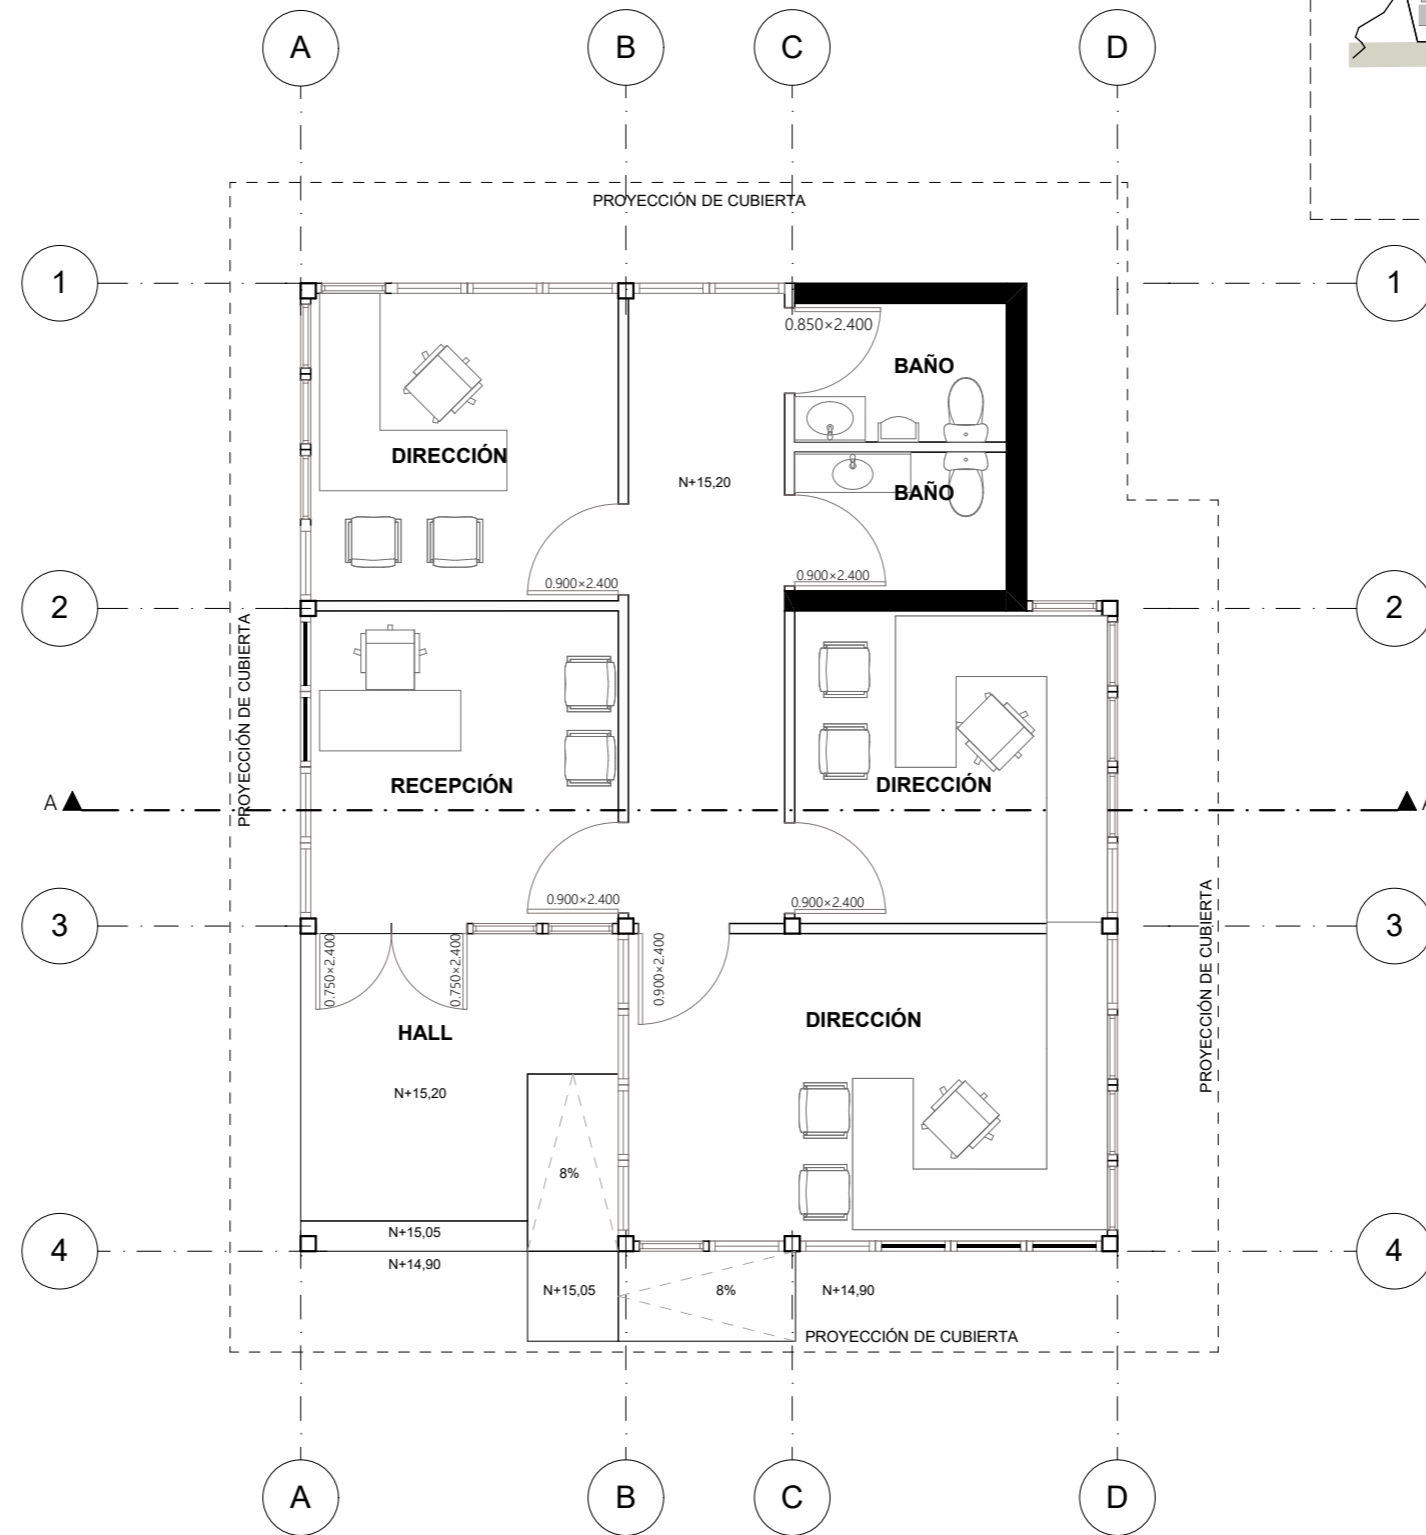 A
B
C
D
PROYECCIÓN DE CUBIERTA
1
1
0.850×2.400
BAÑO
DIRECCIÓN
N+15,20
BAÑO
0.900×2.400
0.900×2.400
2
2
PROYECCIÓN DE CUBIERTA
RECEPCIÓN
DIRECCIÓN
A
0.900×2.400
0.900×2.400
3
3
PROYECCIÓN DE CUBIERTA
0.750×2.400
0.750×2.400
0.900×2.400
HALL
DIRECCIÓN
N+15,20
8%
N+15,05
4
4
N+14,90
N+15,05
8%
N+14,90
PROYECCIÓN DE CUBIERTA
A
B
C
D